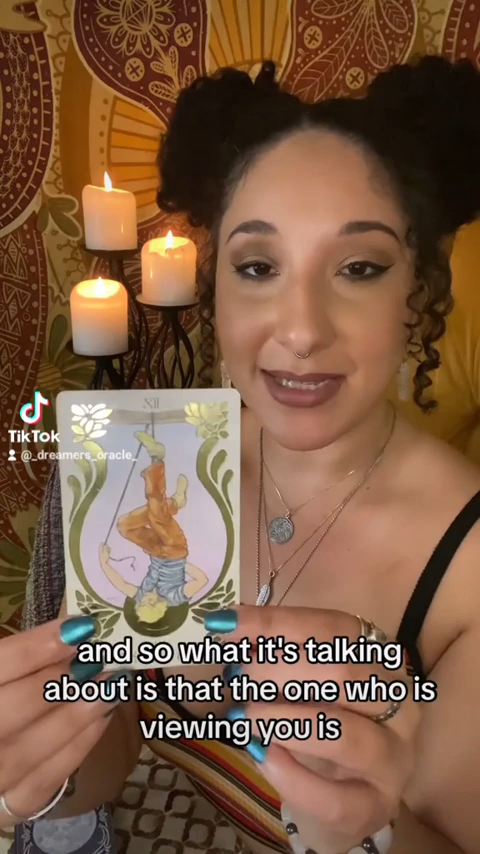 XII
TikTok
@_dreamers_oracle_
and so what it's talking
about is that the one who is
viewing you is